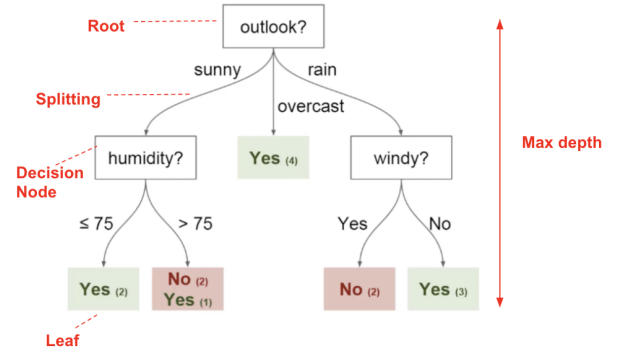 Root
outlook?
sunny
rain
Splitting
overcast
Max depth
humidity?
Yes (4)
windy?
Decision
Node
≤ 75
> 75
Yes
No
Yes (2)
No (2)
Yes (1)
No (2)
Yes (3)
Leaf